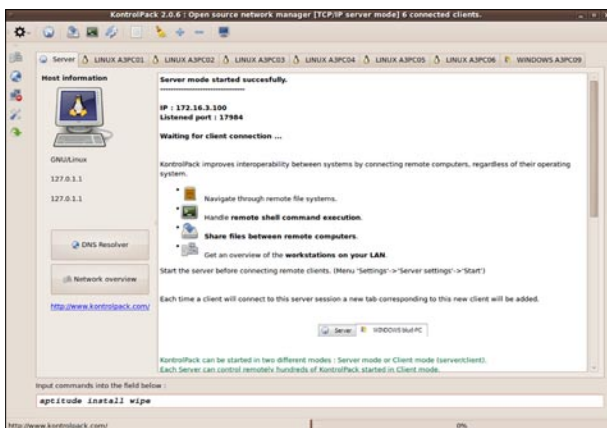 KontrolPack 2.0.6 : Open source network manager [TCP/IP server mode] 6 connected clients.
Server
LINUX A3PC01
LINUX A3PC02
LINUX A3PC03
LINUX A3PC04
LINUX A3PC05
LINUX A3PC06
WINDOWS A3PC09
Host information
GNU/Linux
127.0.1.1
127.0.1.1
DNS Resolver
Network overview
http://www.kontrolpack.com/
Server mode started succesfully.
----------------------------
IP : 172.16.3.100
Listened port : 17984
Waiting for client connection ...
KontrolPack improves interoperability between systems by connecting remote computers, regardless of their operating
system.
Navigate through remote file systems.
Handle remote shell command execution.
Share files between remote computers.
Get an overview of the workstations on your LAN.
Start the server before connecting remote clients. (Menu 'Settings'->'Server settings'->'Start')
Each time a client will connect to this server session a new tab corresponding to this new client will be added.
Server
WINDOWS
KontrolPack can be started in two different modes : Server mode or Client mode (server/client).
Each Server can control remotely hundreds of KontrolPack started in Client mode.
Input commands into the field below :
aptitude install wipe
http://www.kontrolpack.com/
0%